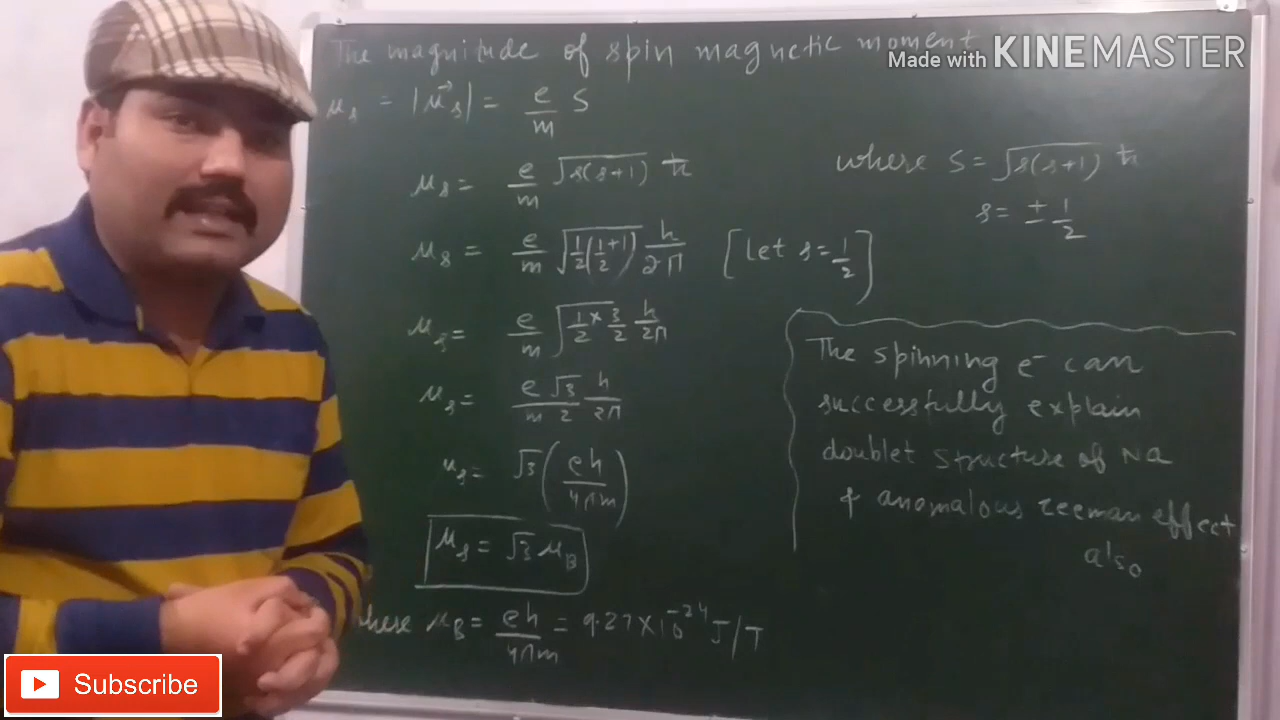 The magnitude of spin magnetic moment
Made with KINEMASTER
μs = |μ⃗s| = e/m S
μs = e/m √s(s+1) ħ
where S = √s(s+1) ħ
s = ± 1/2
μs = e/m √1/2(1/2+1) h/2π [Let s = 1/2]
μs = e/m √1/2 × 3/2 h/2π
μs = e/m √3/2 h/2π
μs = √3 (eh/4πm)
μs = √3 μB
where μB = eh/4πm = 9.27 × 10⁻²⁴ J/T
The spinning e⁻ can
successfully explain
doublet structure of Na
& anomalous zeeman effect
also
Subscribe